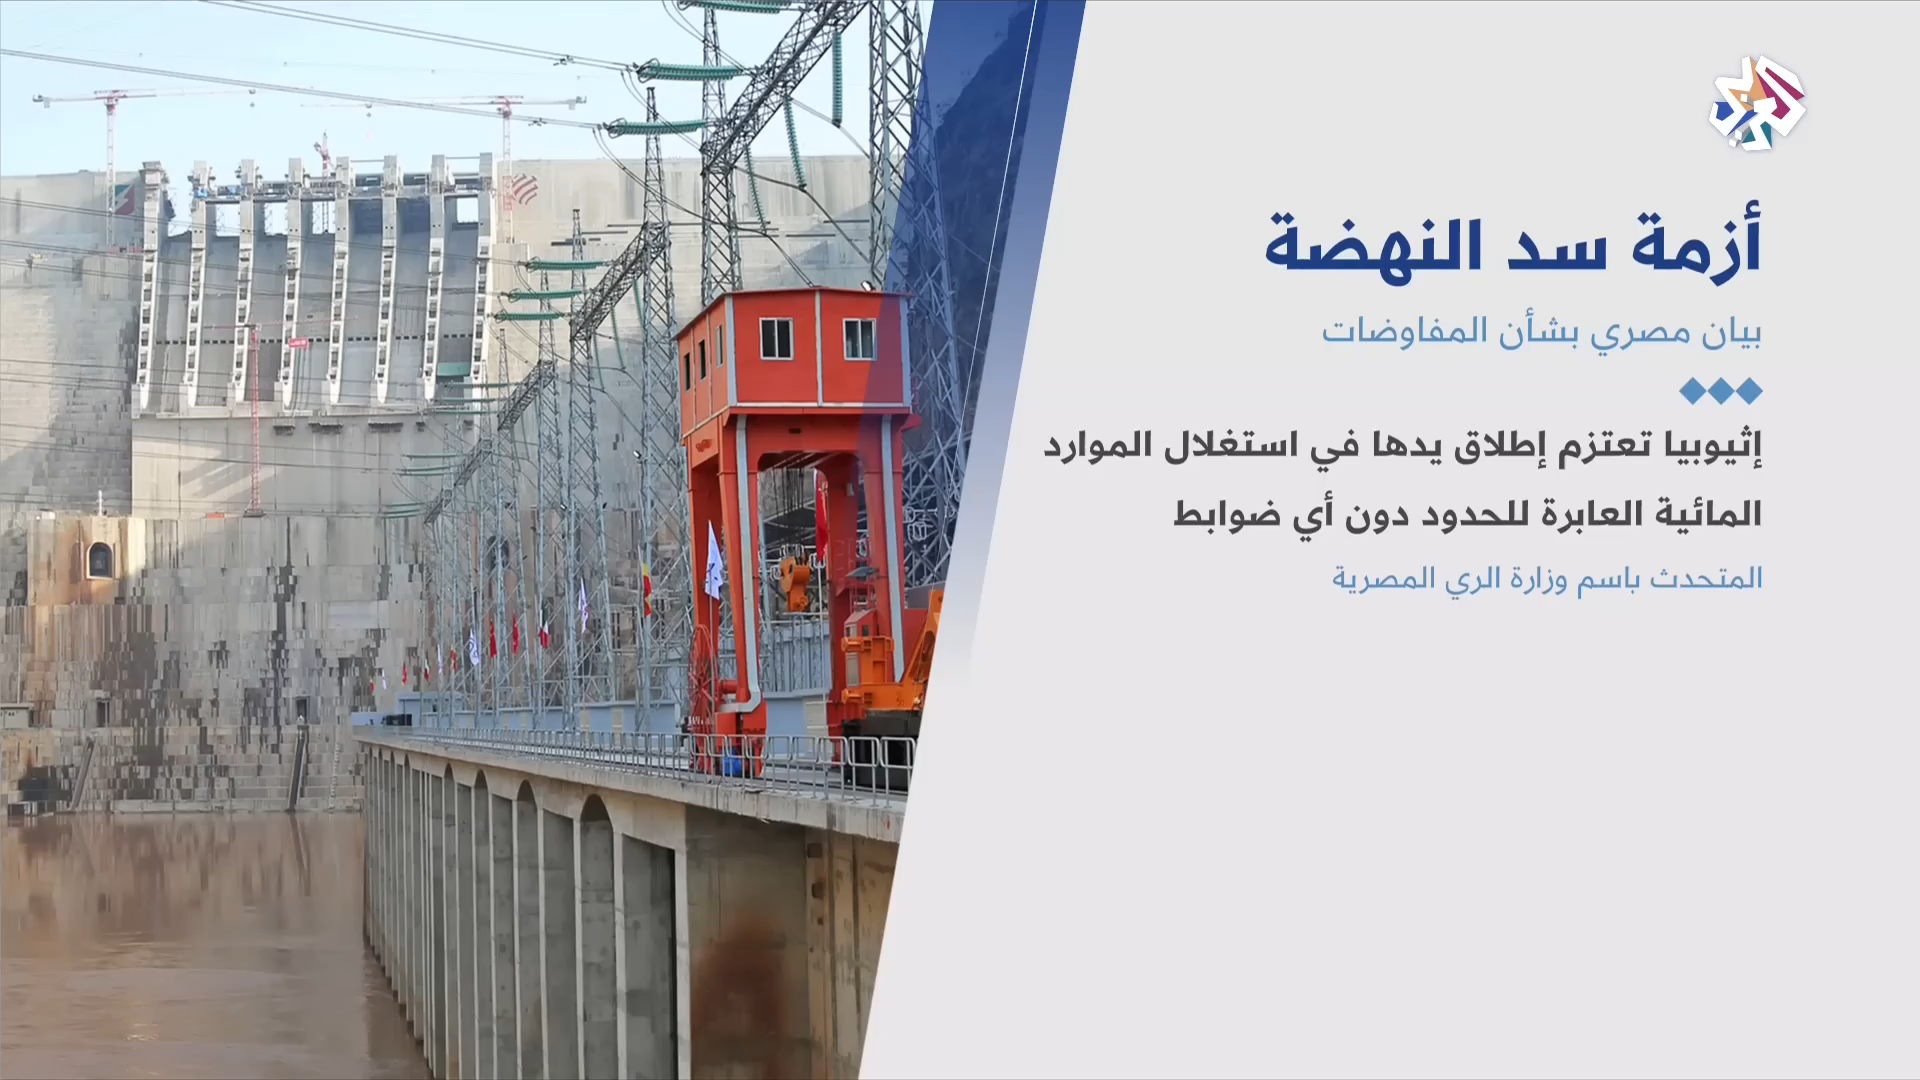 أزمة سد النهضة
بيان مصري بشأن المفاوضات
إثيوبيا تعتزم إطلاق يدها في استغلال الموارد
المائية العابرة للحدود دون أي ضوابط
المتحدث باسم وزارة الري المصرية